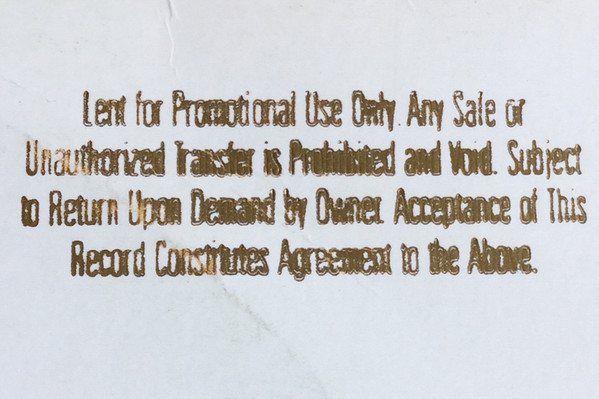 Lent for Promotional Use Only. Any Sale or
Unauthorized Transfer is Prohibited and Void. Subject
to Return Upon Demand by Owner. Acceptance of This
Record Constitutes Agreement to the Above.